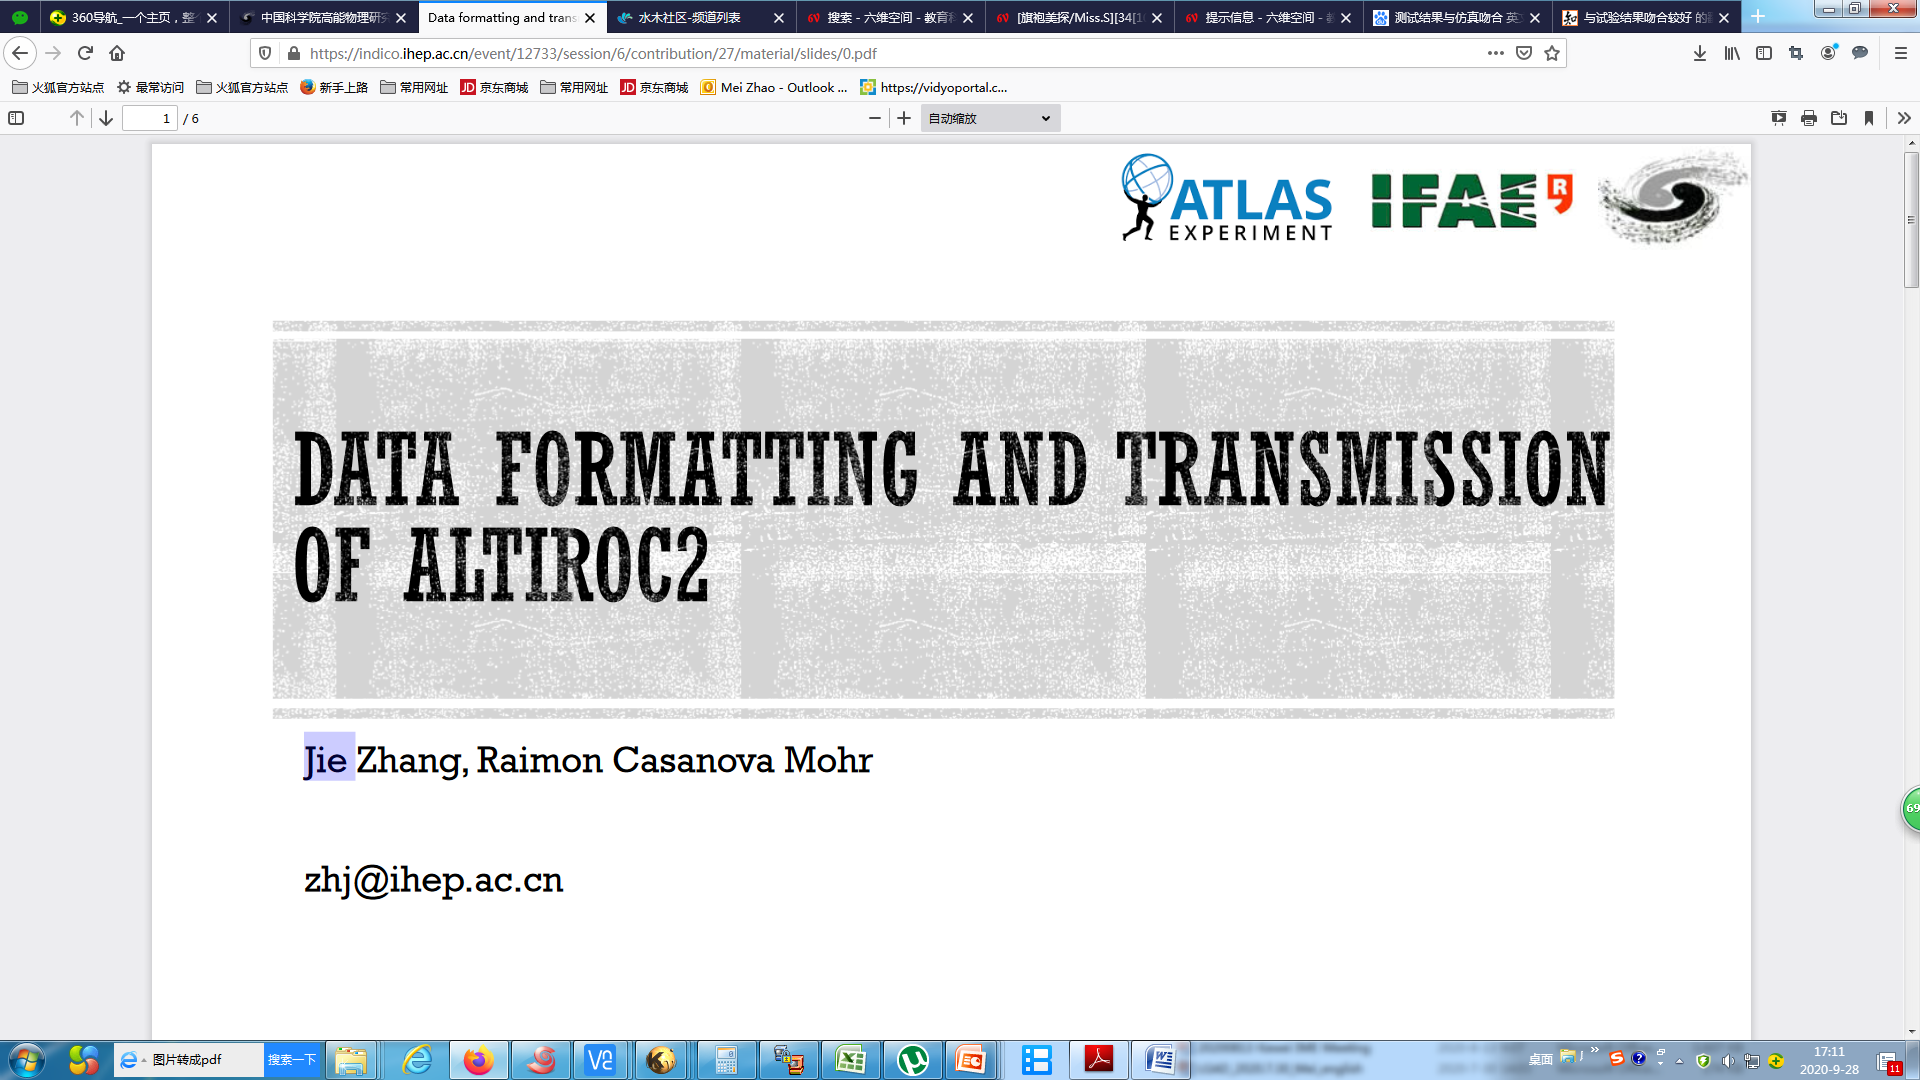 360导航_一个主页，整个
中国科学院高能物理研究
Data formatting and trans
水木社区-频道列表
搜索 - 六维空间 - 教育科
[旗袍美探/Miss.S][34[1
提示信息 - 六维空间 - 教
测试结果与仿真吻合 英文
与试验结果吻合较好 的
https://indico.ihep.ac.cn/event/12733/session/6/contribution/27/material/slides/0.pdf
火狐官方站点 最常访问 火狐官方站点 新手上路 常用网址 京东商城 常用网址 京东商城 Mei Zhao - Outlook ... https://vidyoportal.c...
1 / 6 自动缩放
ATLAS
EXPERIMENT
IFAE R
DATA FORMATTING AND TRANSMISSION
OF ALTIROC2
Jie Zhang, Raimon Casanova Mohr
zhj@ihep.ac.cn
69
图片转成pdf 搜索一下
桌面
17:11
2020-9-28
11